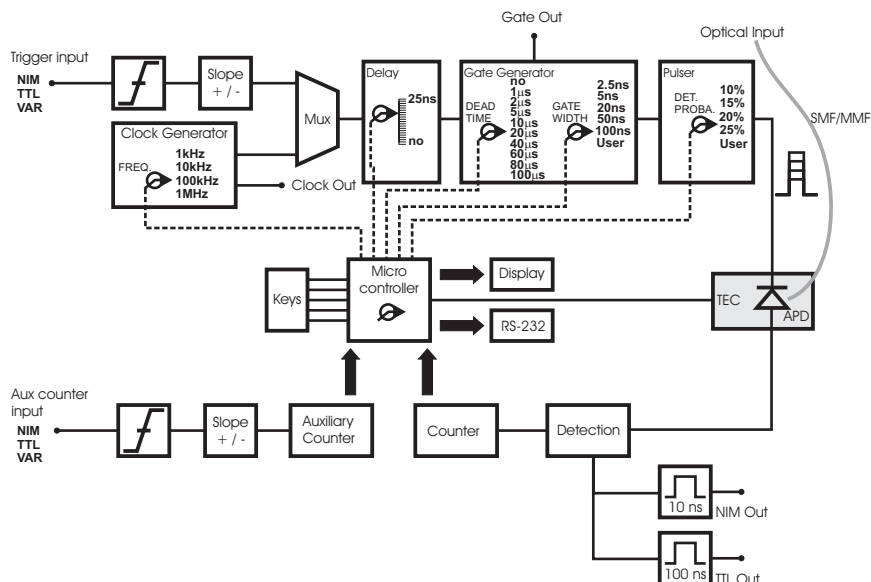 Gate Out
Optical Input
Trigger input
NIM
TTL
VAR
Slope
+ / -
Mux
Delay
25ns
no
Gate Generator
DEAD
TIME
no
1µs
2µs
5µs
10µs
20µs
40µs
60µs
80µs
100µs
GATE
WIDTH
2.5ns
5ns
20ns
50ns
100ns
User
Pulser
DET.
PROBA.
10%
15%
20%
25%
User
SMF/MMF
Clock Generator
FREQ.
1kHz
10kHz
100kHz
1MHz
Clock Out
Keys
Micro
controller
Display
RS-232
TEC
APD
Aux counter
input
NIM
TTL
VAR
Slope
+ / -
Auxiliary
Counter
Counter
Detection
10 ns
NIM Out
100 ns
TTL Out